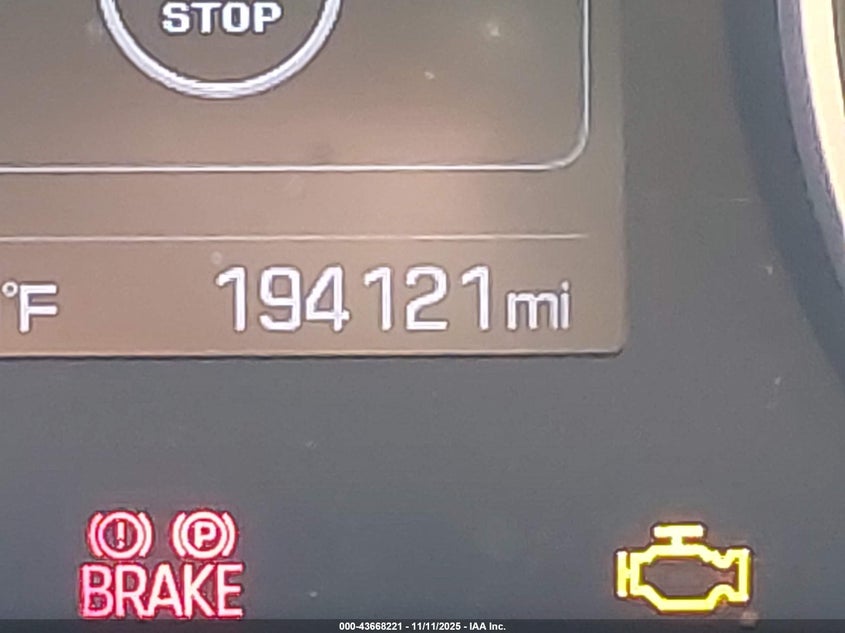 STOP
°F 194121 mi
! P
BRAKE
000-43668221 - 11/11/2025 - IAA Inc.